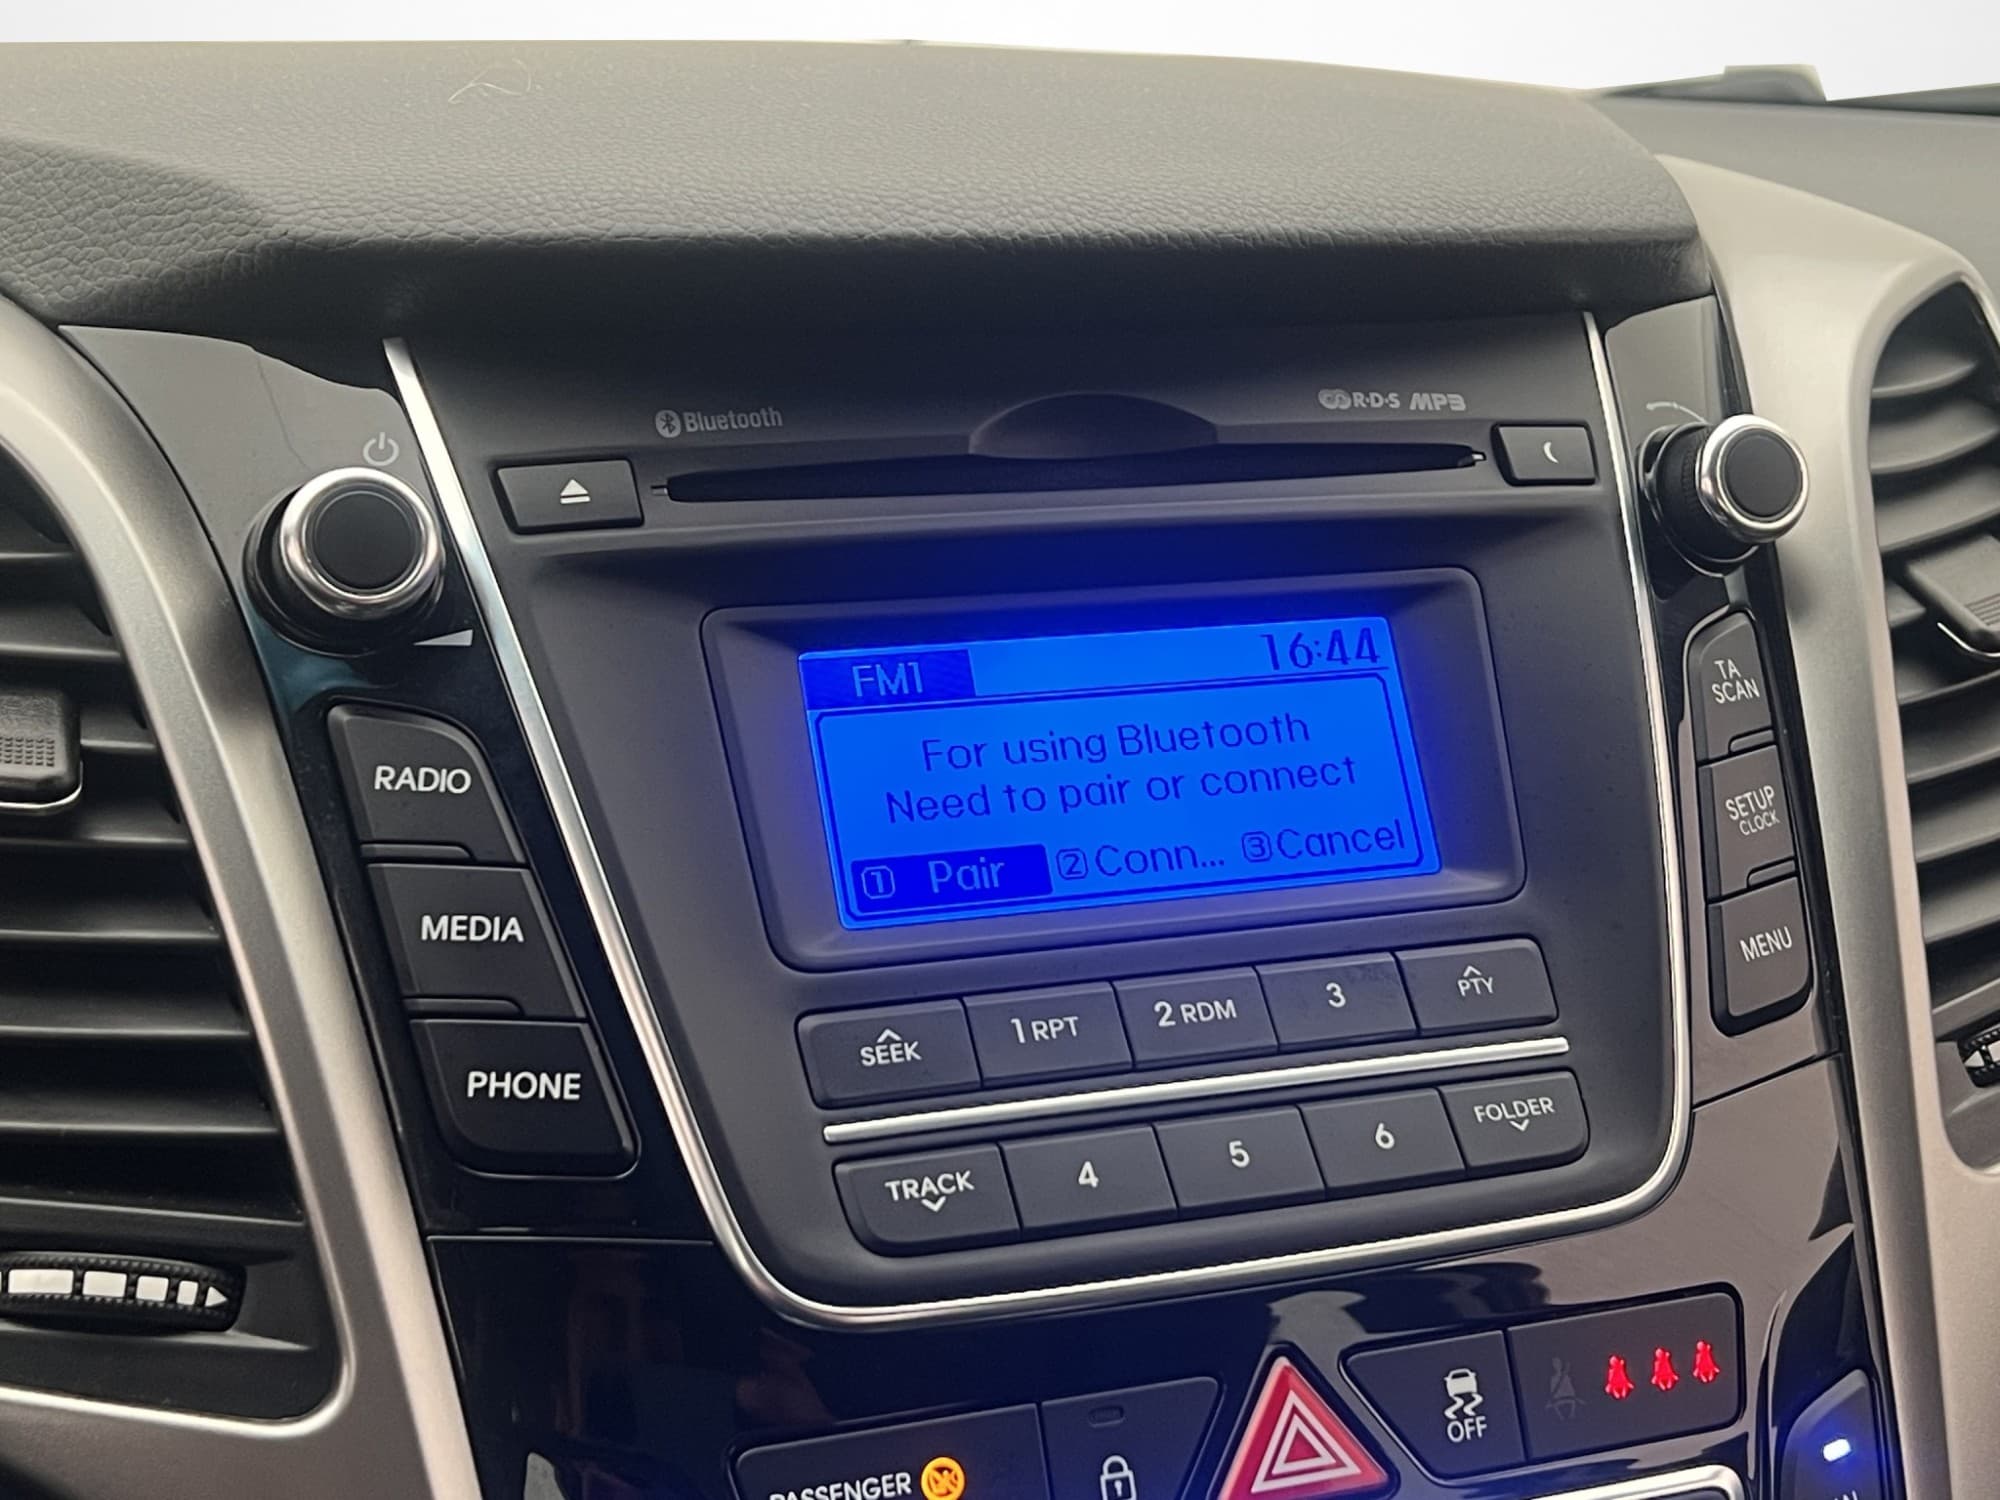 Bluetooth
R·D·S MP3
FM1 16:44
For using Bluetooth
Need to pair or connect
1 Pair 2 Conn... 3 Cancel
RADIO
MEDIA
PHONE
TA
SCAN
SETUP
CLOCK
MENU
SEEK 1 RPT 2 RDM 3 PTY
TRACK 4 5 6 FOLDER
OFF
PASSENGER